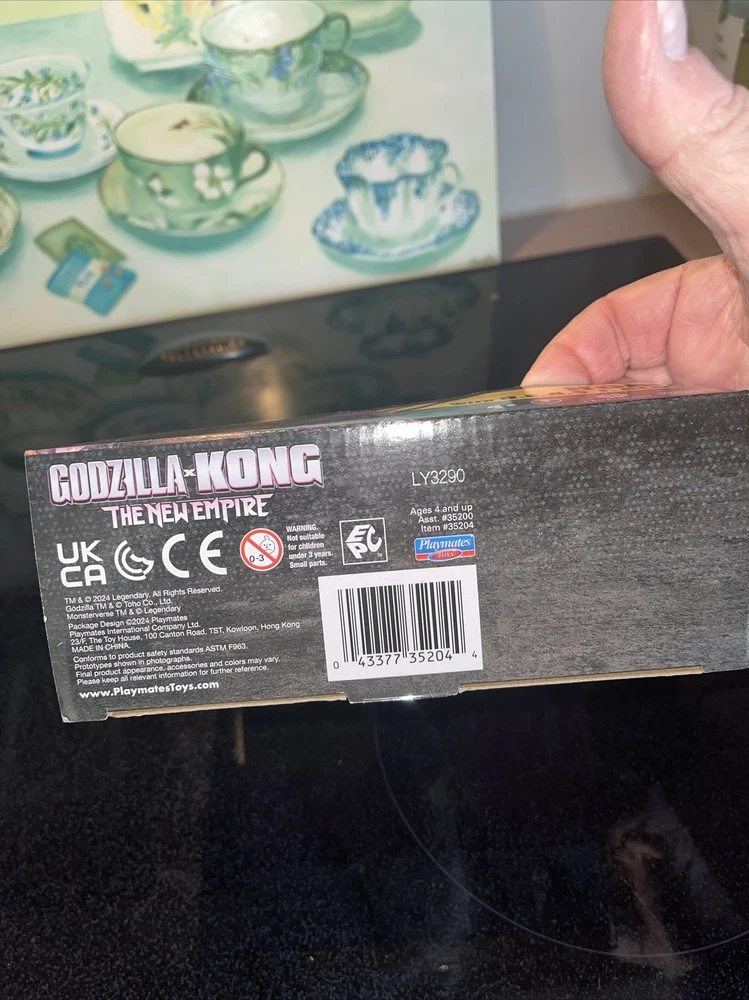 GODZILLA x KONG
THE NEW EMPIRE
LY3290
Ages 4 and up
Asst. #35200
Item #35204
Playmates
TOYS
UK
CA
CE
0-3
WARNING.
Not suitable
for children
under 3 years.
Small parts.
TM & © 2024 Legendary. All Rights Reserved.
Godzilla TM & © Toho Co., Ltd.
Monsterverse TM & © Legendary
Package Design ©2024 Playmates
Playmates International Company Ltd.
23/F, The Toy House, 100 Canton Road, TST, Kowloon, Hong Kong
MADE IN CHINA.
Conforms to product safety standards ASTM F963.
Prototypes shown in photographs.
Final product appearance, accessories and colors may vary.
Please keep all relevant information for further reference.
www.PlaymatesToys.com
0 43377 35204 4